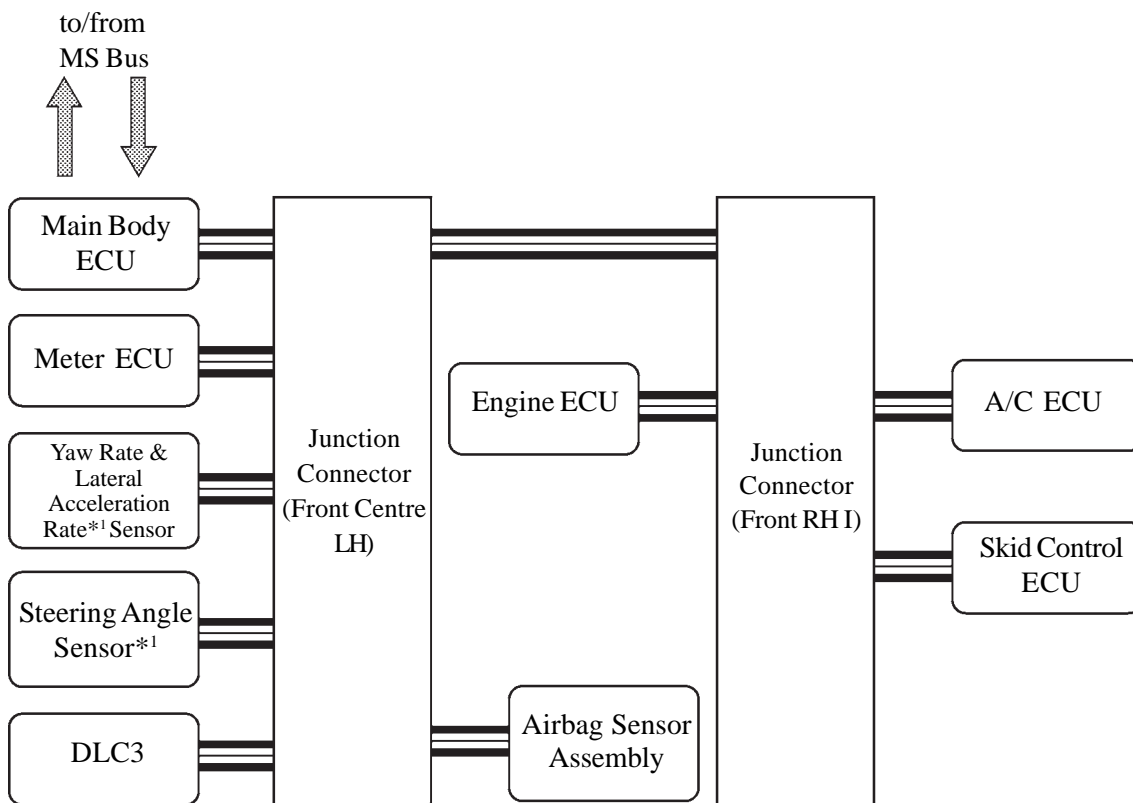 to/from
MS Bus
Main Body
ECU
Meter ECU
Yaw Rate &
Lateral
Acceleration
Rate*¹ Sensor
Steering Angle
Sensor*¹
DLC3
Junction
Connector
(Front Centre
LH)
Engine ECU
Airbag Sensor
Assembly
Junction
Connector
(Front RH I)
A/C ECU
Skid Control
ECU